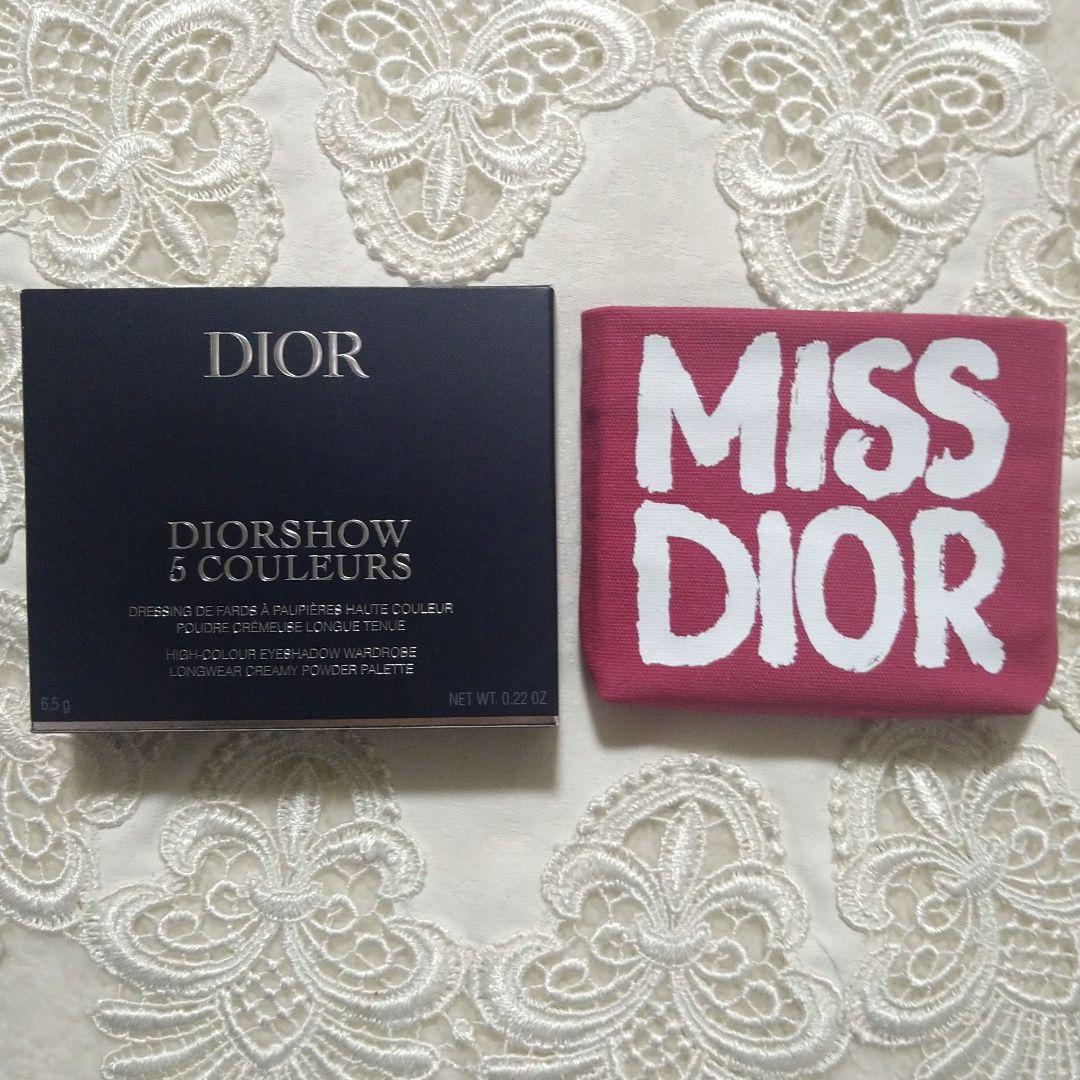 DIOR
DIORSHOW
5 COULEURS
DRESSING DE FARDS À PAUPIÈRES HAUTE COULEUR
POUDRE CRÉMEUSE LONGUE TENUE
HIGH-COLOUR EYESHADOW WARDROBE
LONGWEAR CREAMY POWDER PALETTE
6,5 g
NET WT. 0.22 OZ
MISS
DIOR